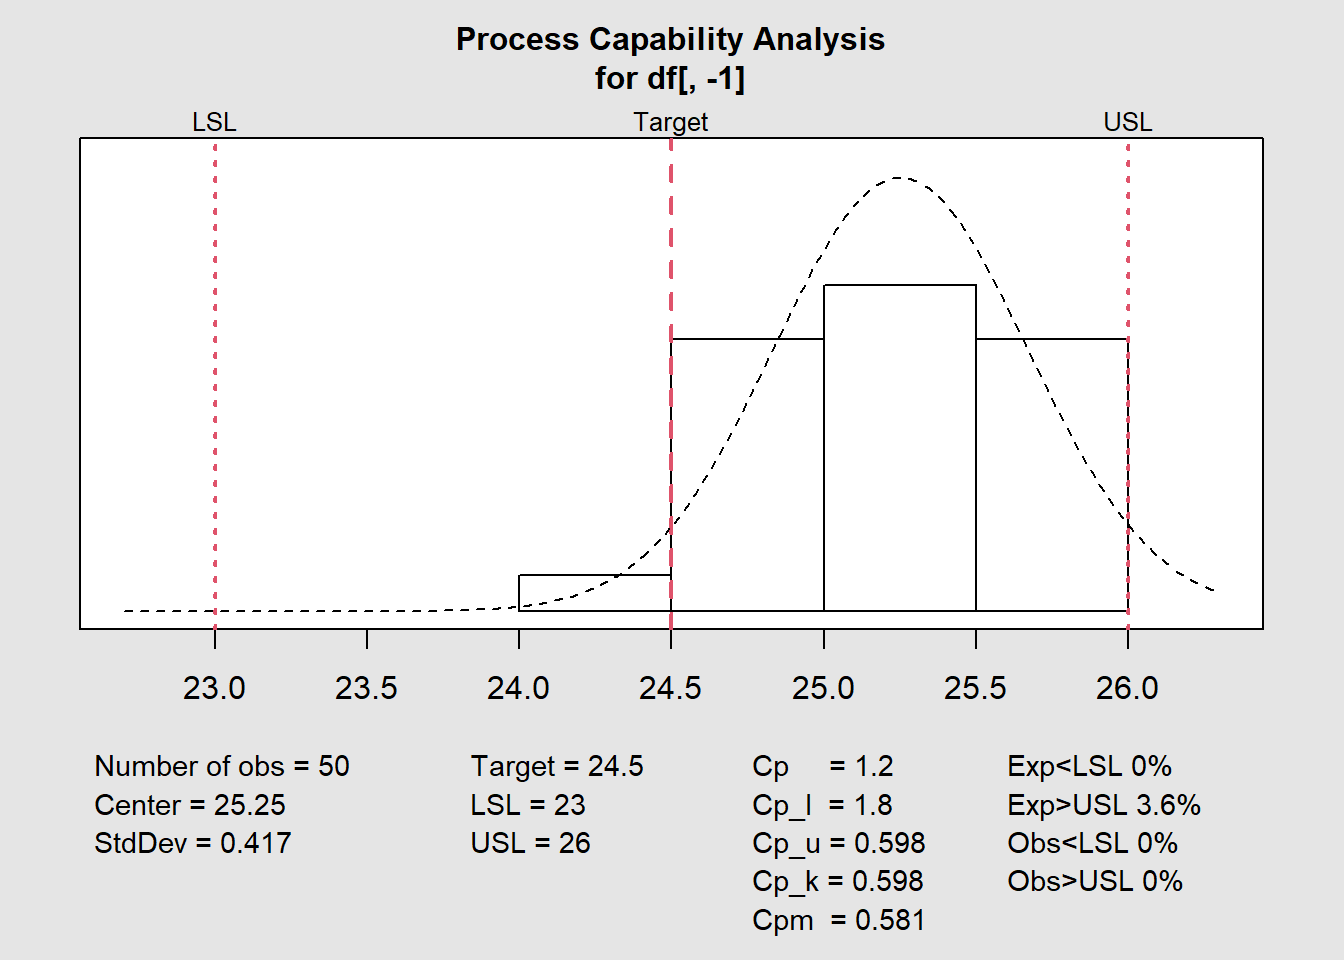 Process Capability Analysis
for df[, -1]
LSL Target USL
23.0 23.5 24.0 24.5 25.0 25.5 26.0
Number of obs = 50
Center = 25.25
StdDev = 0.417
Target = 24.5
LSL = 23
USL = 26
Cp = 1.2
Cp_l = 1.8
Cp_u = 0.598
Cp_k = 0.598
Cpm = 0.581
Exp<LSL 0%
Exp>USL 3.6%
Obs<LSL 0%
Obs>USL 0%